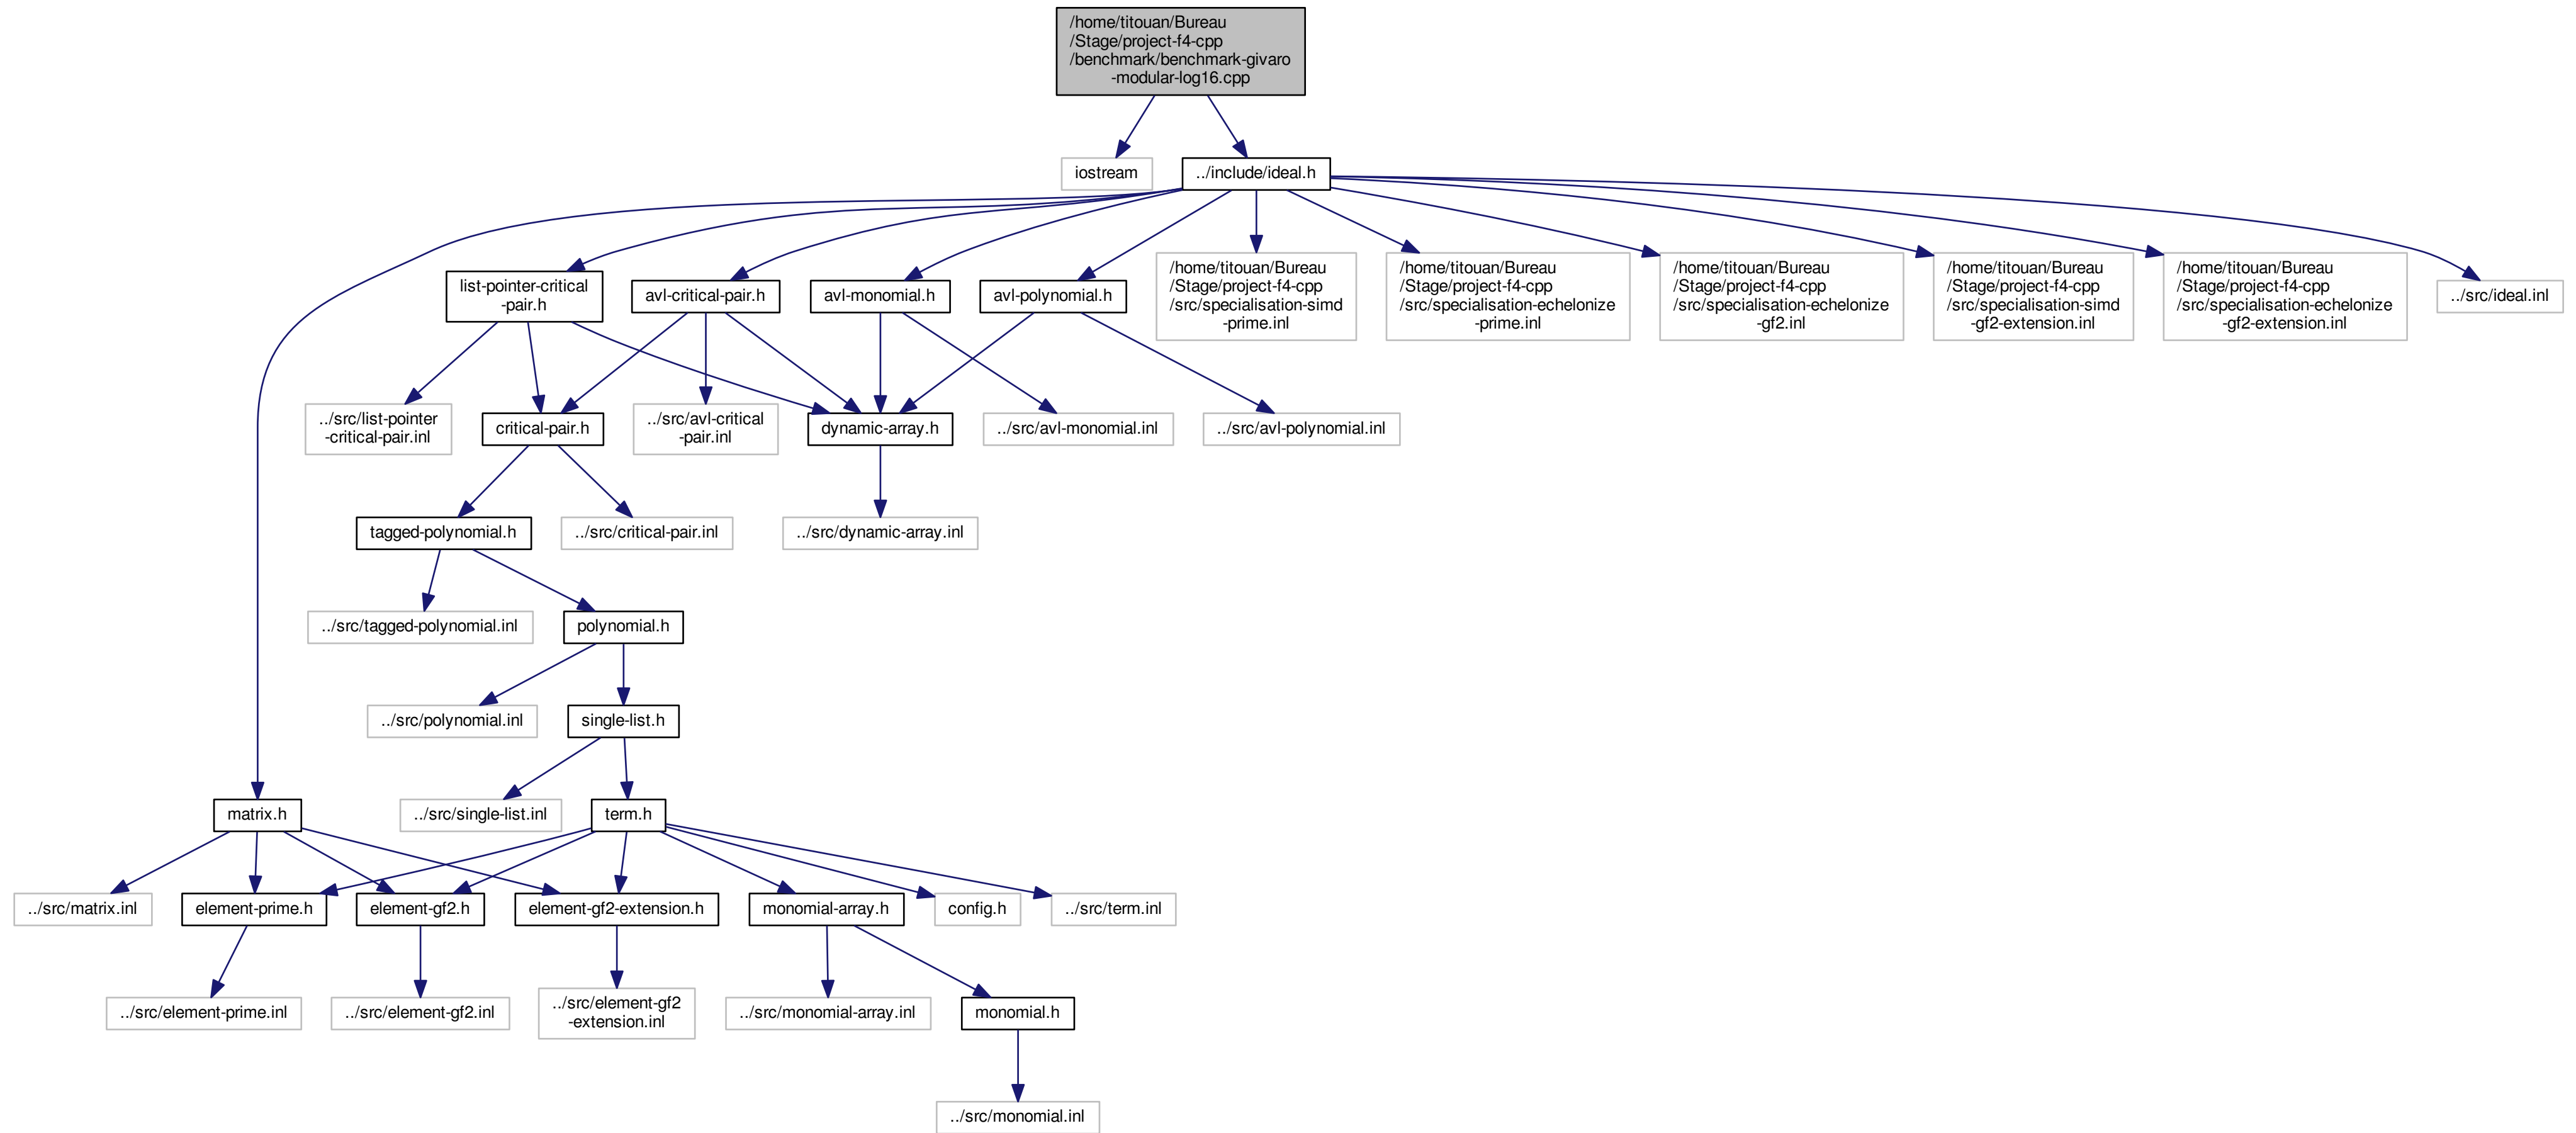 /home/titouan/Bureau
/Stage/project-f4-cpp
/benchmark/benchmark-givaro
-modular-log16.cpp
iostream
../include/ideal.h
list-pointer-critical
-pair.h
avl-critical-pair.h
avl-monomial.h
avl-polynomial.h
/home/titouan/Bureau
/Stage/project-f4-cpp
/src/specialisation-simd
-prime.inl
/home/titouan/Bureau
/Stage/project-f4-cpp
/src/specialisation-echelonize
-prime.inl
/home/titouan/Bureau
/Stage/project-f4-cpp
/src/specialisation-echelonize
-gf2.inl
/home/titouan/Bureau
/Stage/project-f4-cpp
/src/specialisation-simd
-gf2-extension.inl
/home/titouan/Bureau
/Stage/project-f4-cpp
/src/specialisation-echelonize
-gf2-extension.inl
../src/ideal.inl
../src/list-pointer
-critical-pair.inl
critical-pair.h
../src/avl-critical
-pair.inl
dynamic-array.h
../src/avl-monomial.inl
../src/avl-polynomial.inl
tagged-polynomial.h
../src/critical-pair.inl
../src/dynamic-array.inl
../src/tagged-polynomial.inl
polynomial.h
../src/polynomial.inl
single-list.h
matrix.h
../src/single-list.inl
term.h
../src/matrix.inl
element-prime.h
element-gf2.h
element-gf2-extension.h
monomial-array.h
config.h
../src/term.inl
../src/element-prime.inl
../src/element-gf2.inl
../src/element-gf2
-extension.inl
../src/monomial-array.inl
monomial.h
../src/monomial.inl